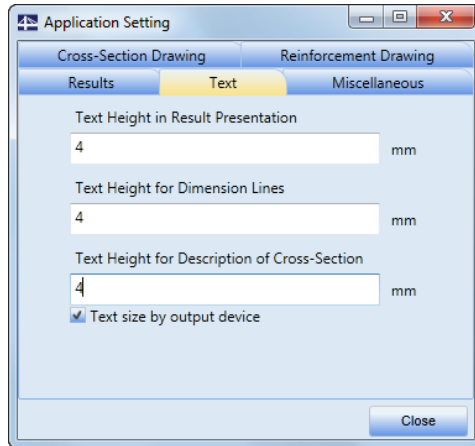 Application Setting
Cross-Section Drawing Reinforcement Drawing
Results Text Miscellaneous
Text Height in Result Presentation
4 mm
Text Height for Dimension Lines
4 mm
Text Height for Description of Cross-Section
4 mm
Text size by output device
Close